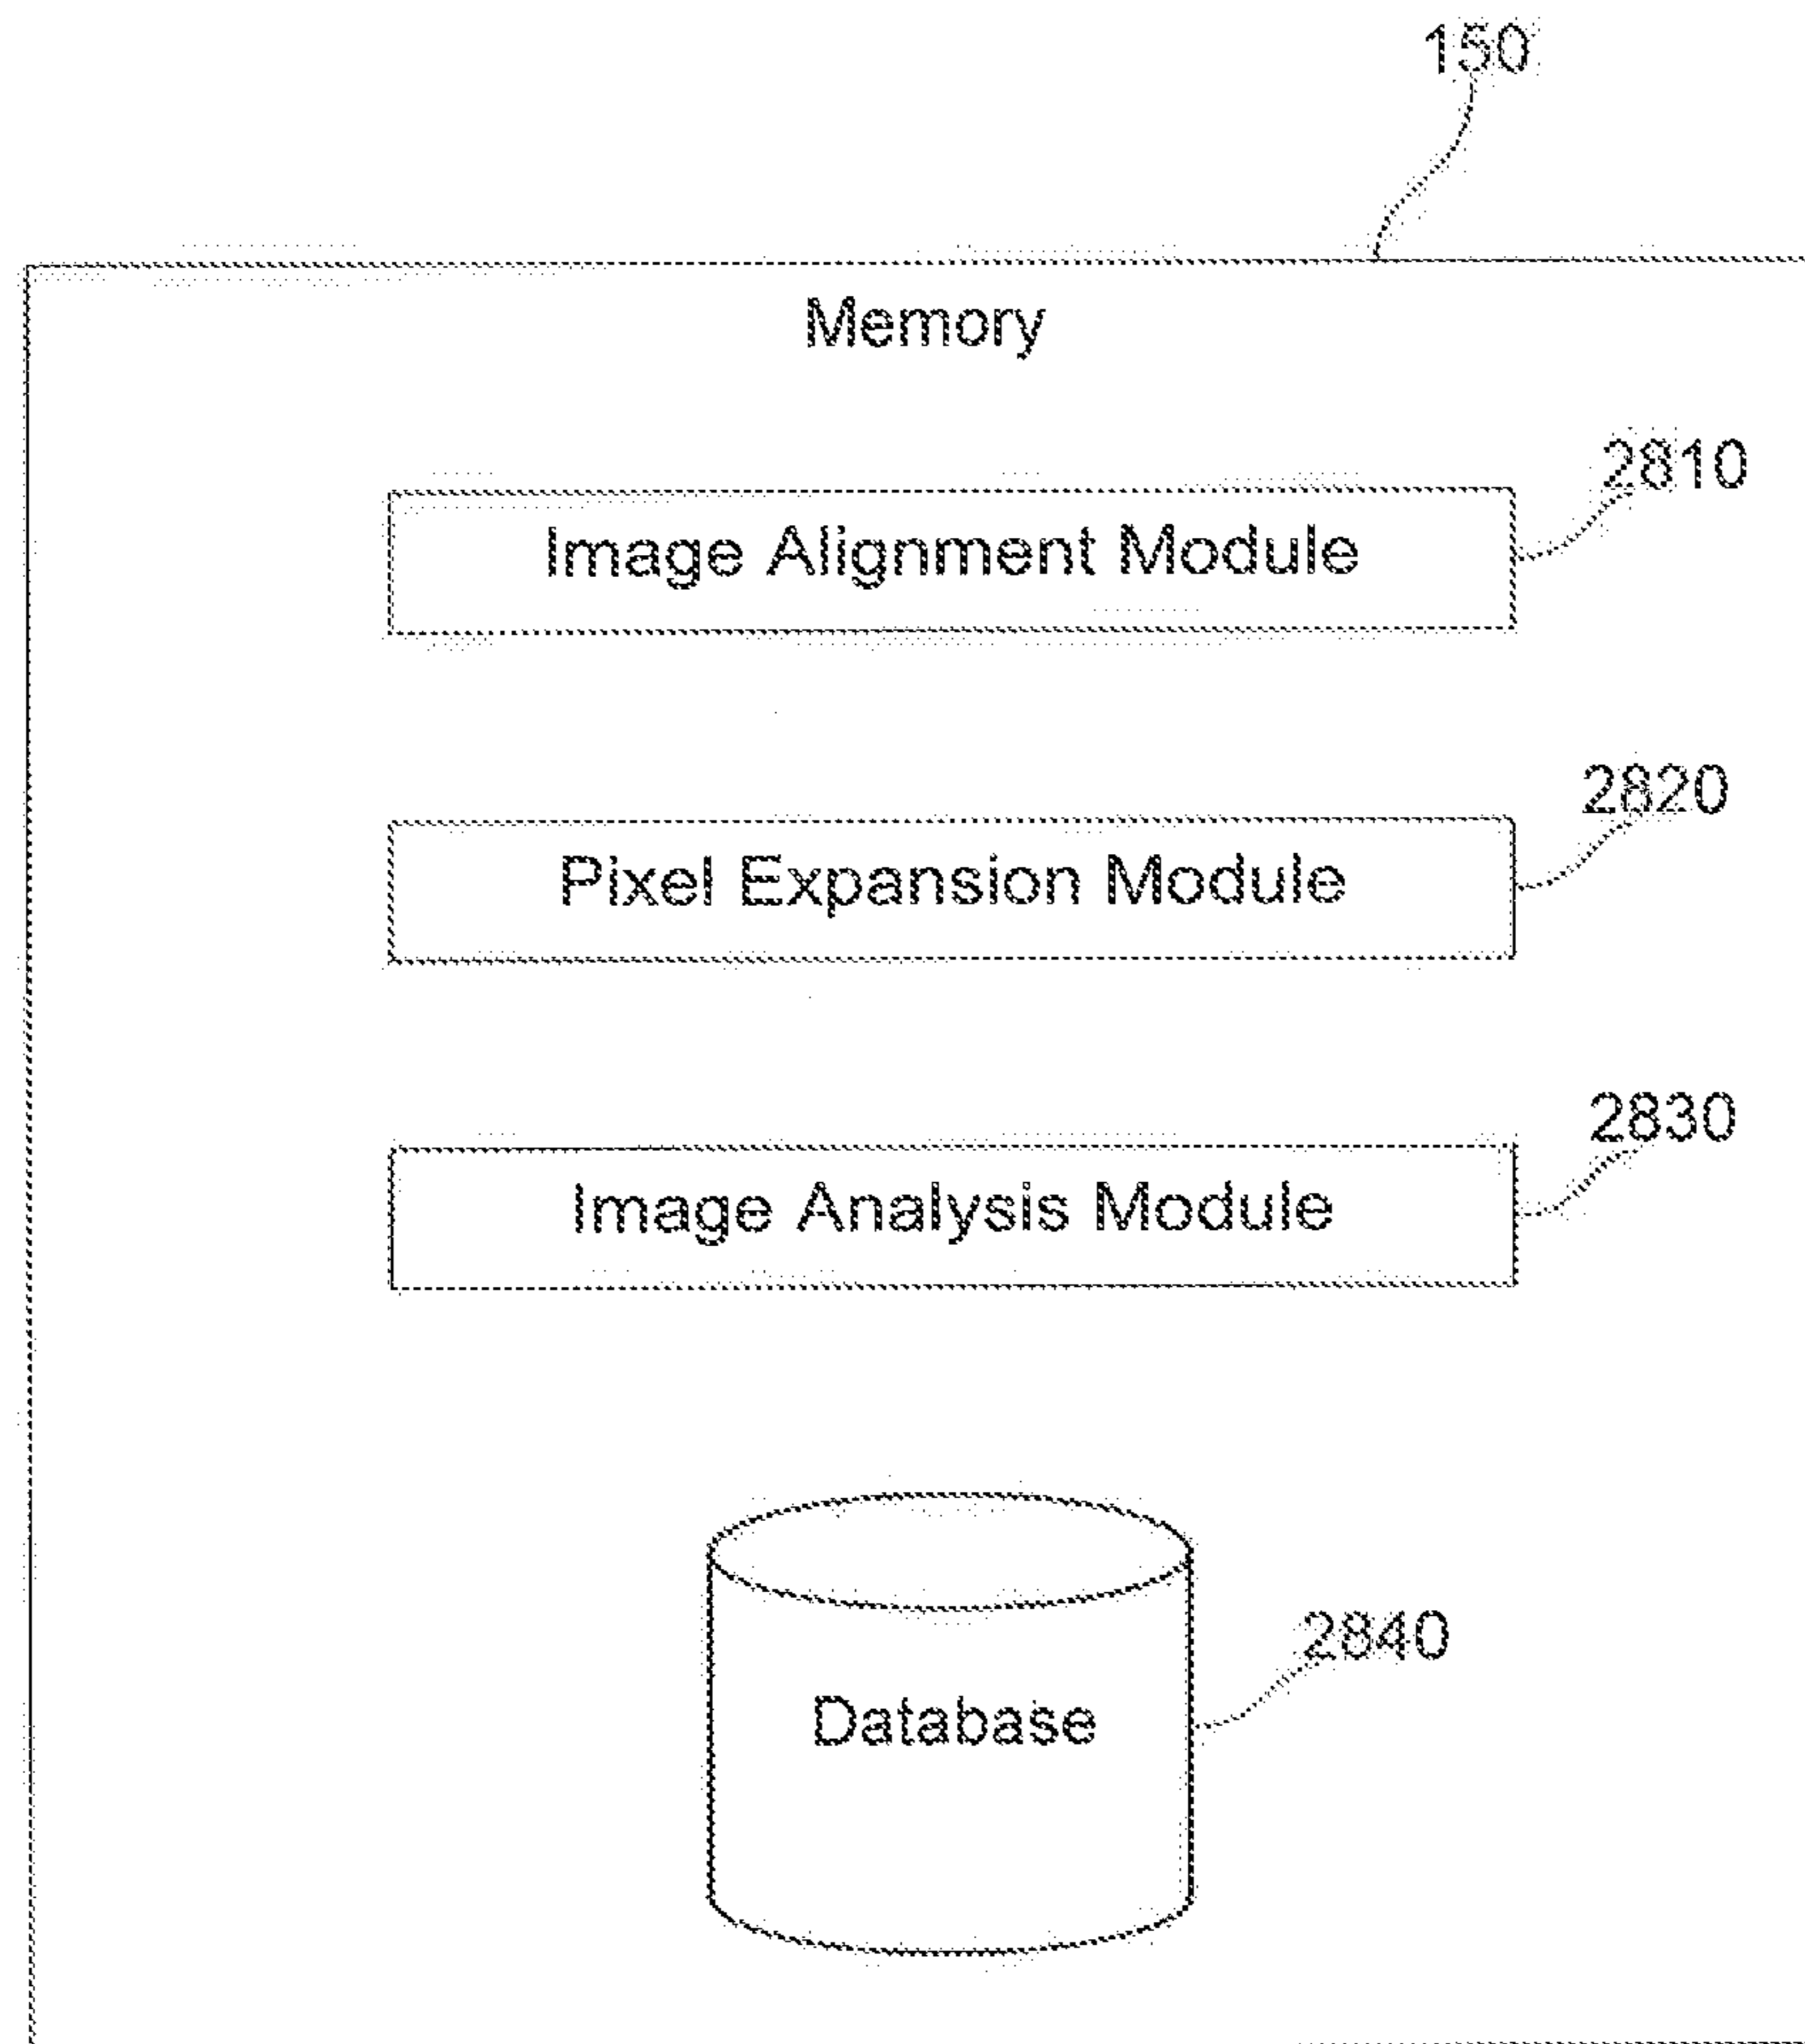 150
Memory
2810
Image Alignment Module
2820
Pixel Expansion Module
2830
Image Analysis Module
2840
Database